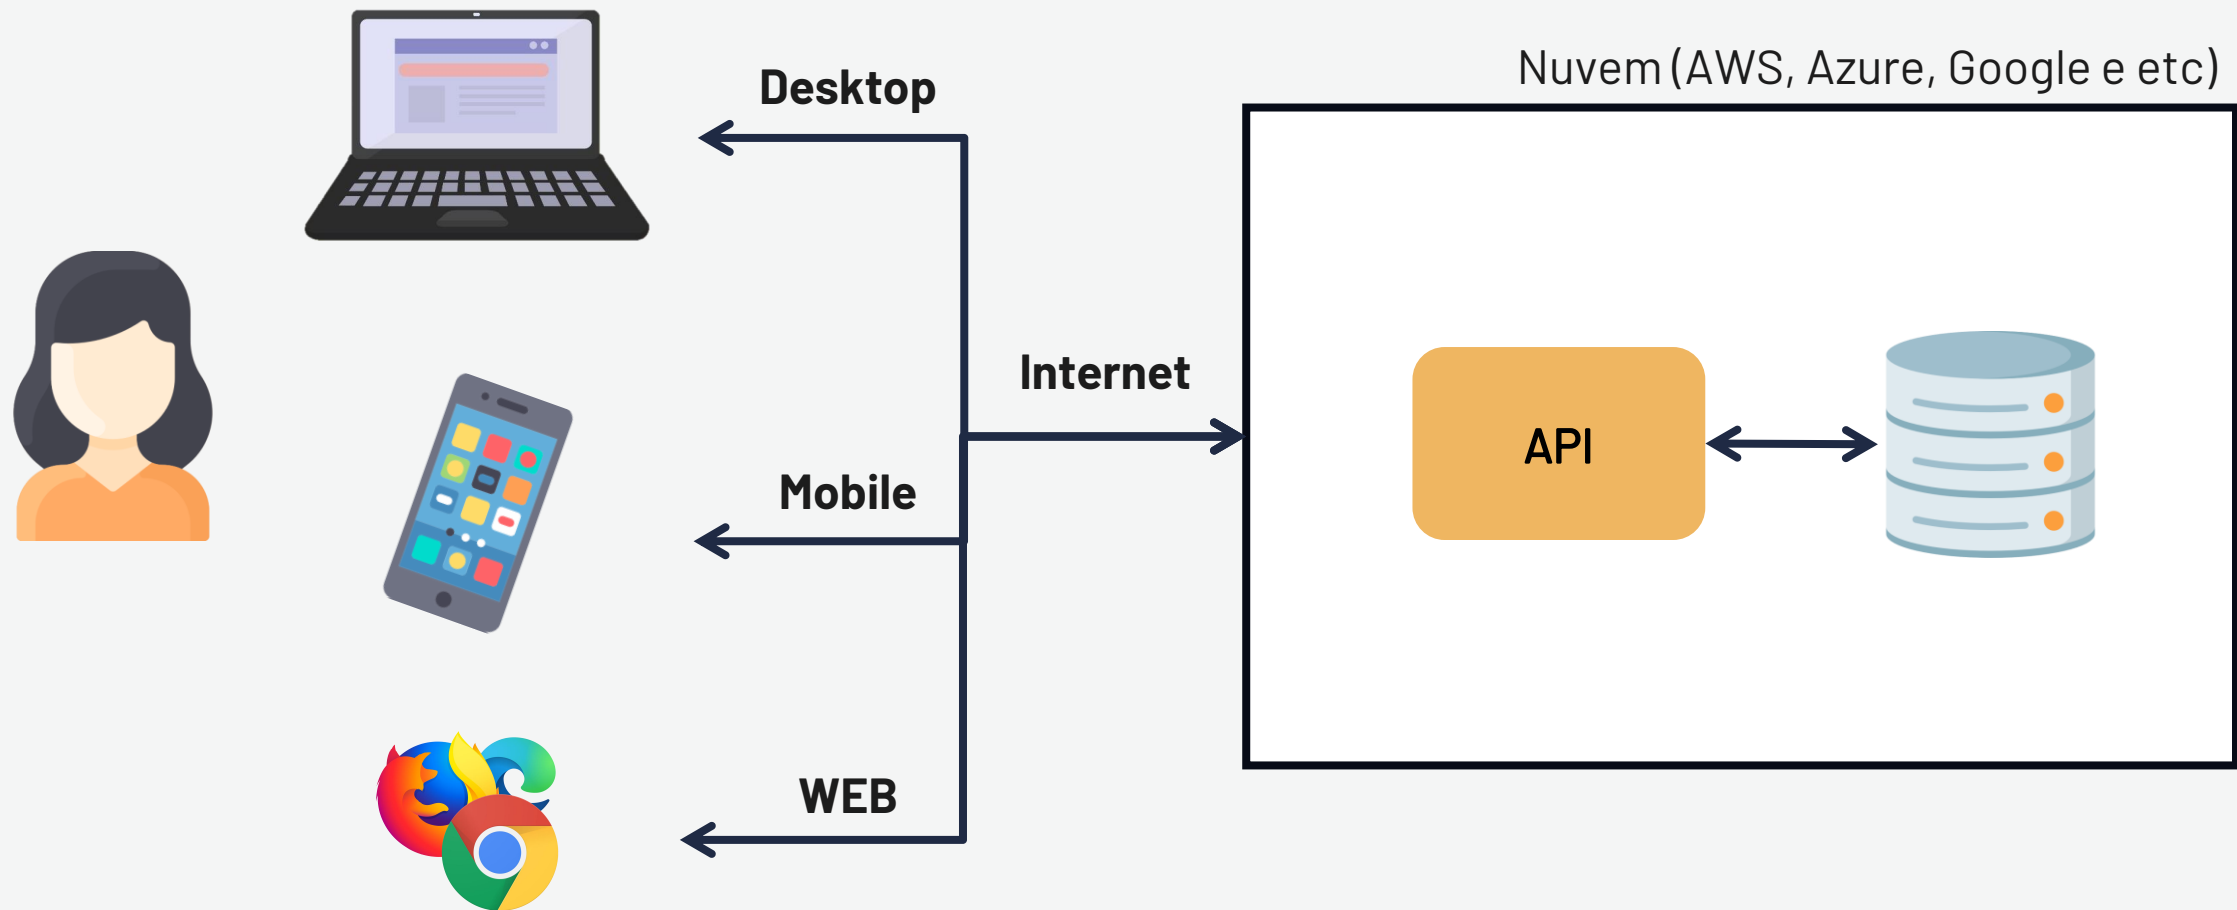 Nuvem (AWS, Azure, Google e etc)
Desktop
Internet
API
Mobile
WEB